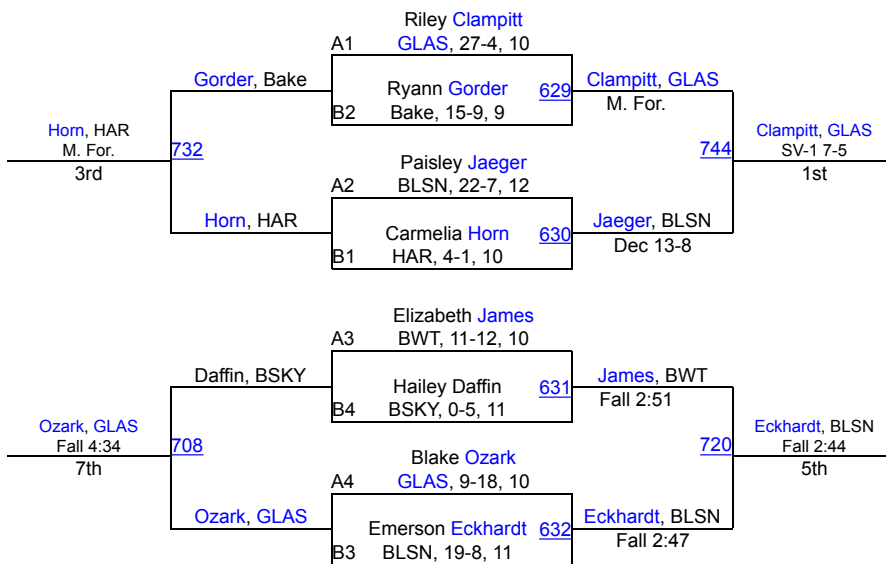 Riley Clampitt
A1 GLAS, 27-4, 10
Gorder, Bake
Ryann Gorder
629
Clampitt, GLAS
B2 Bake, 15-9, 9
M. For.
Horn, HAR
M. For.
732
3rd
744
Clampitt, GLAS
SV-1 7-5
1st
Paisley Jaeger
A2 BLSN, 22-7, 12
Horn, HAR
Carmelia Horn
630
Jaeger, BLSN
B1 HAR, 4-1, 10
Dec 13-8
Elizabeth James
A3 BWT, 11-12, 10
Daffin, BSKY
Hailey Daffin
631
James, BWT
B4 BSKY, 0-5, 11
Fall 2:51
Ozark, GLAS
Fall 4:34
708
7th
720
Eckhardt, BLSN
Fall 2:44
5th
Blake Ozark
A4 GLAS, 9-18, 10
Ozark, GLAS
Emerson Eckhardt
632
Eckhardt, BLSN
B3 BLSN, 19-8, 11
Fall 2:47